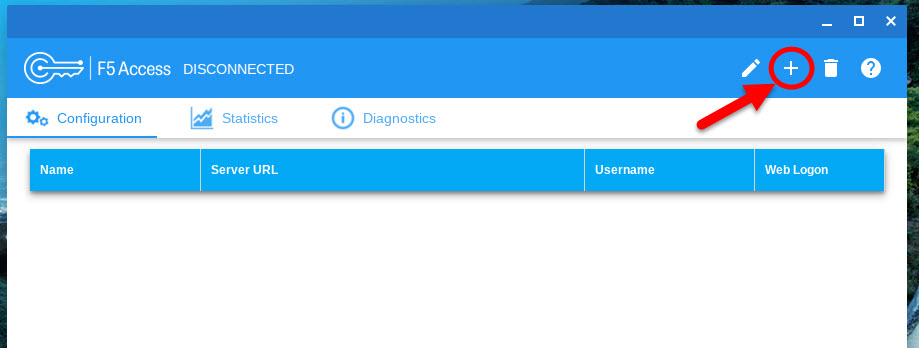 F5 Access DISCONNECTED
Configuration Statistics Diagnostics
Name Server URL Username Web Logon